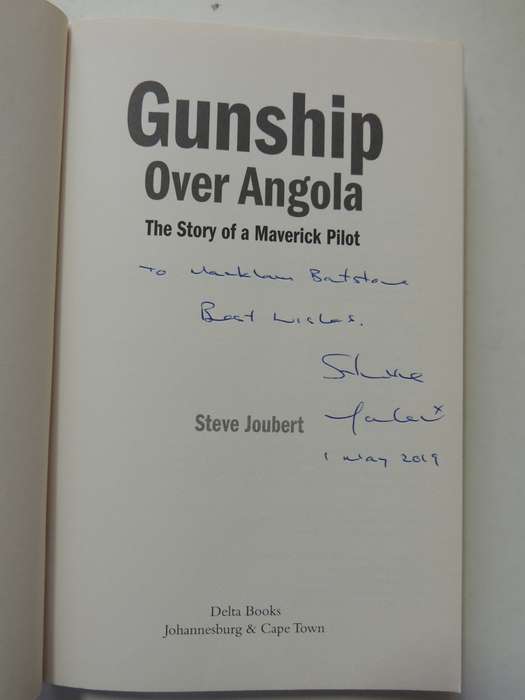 Gunship
Over Angola
The Story of a Maverick Pilot
To
Best wishes.
Steve
Steve Joubert
1 May 2019
Delta Books
Johannesburg & Cape Town